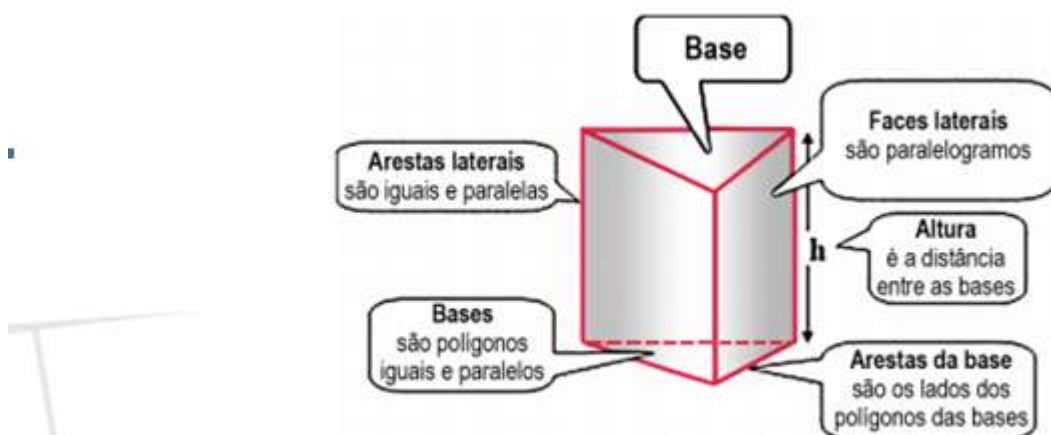 Base
Faces laterais
são paralelogramos
Arestas laterais
são iguais e paralelas
h
Altura
é a distância
entre as bases
Bases
são polígonos
iguais e paralelos
Arestas da base
são os lados dos
polígonos das bases